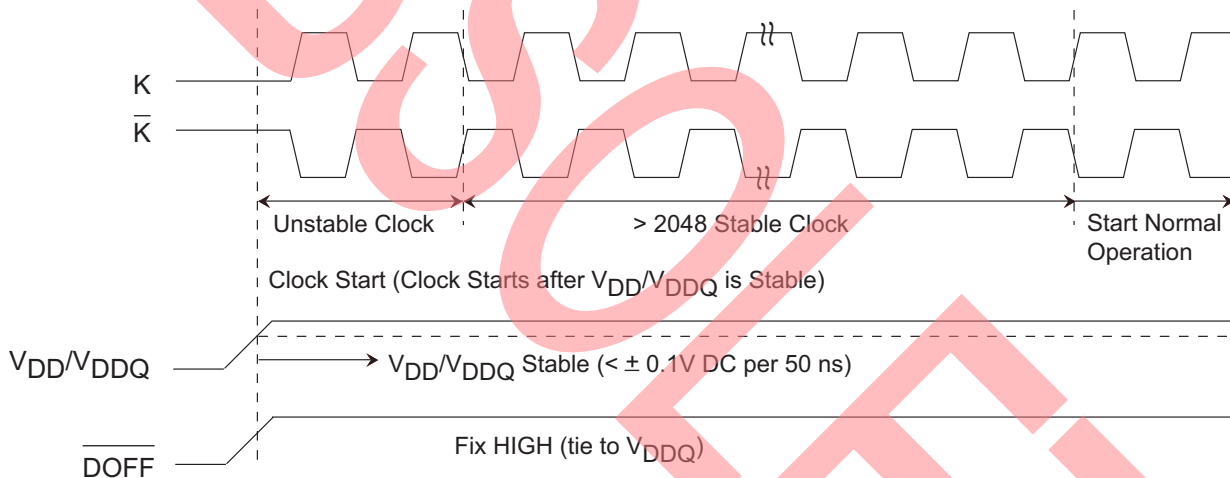 K
K̅
Unstable Clock
> 2048 Stable Clock
Start Normal
Operation
Clock Start (Clock Starts after VDD/VDDQ is Stable)
VDD/VDDQ
VDD/VDDQ Stable (< ± 0.1V DC per 50 ns)
Fix HIGH (tie to VDDQ)
D̅O̅F̅F̅